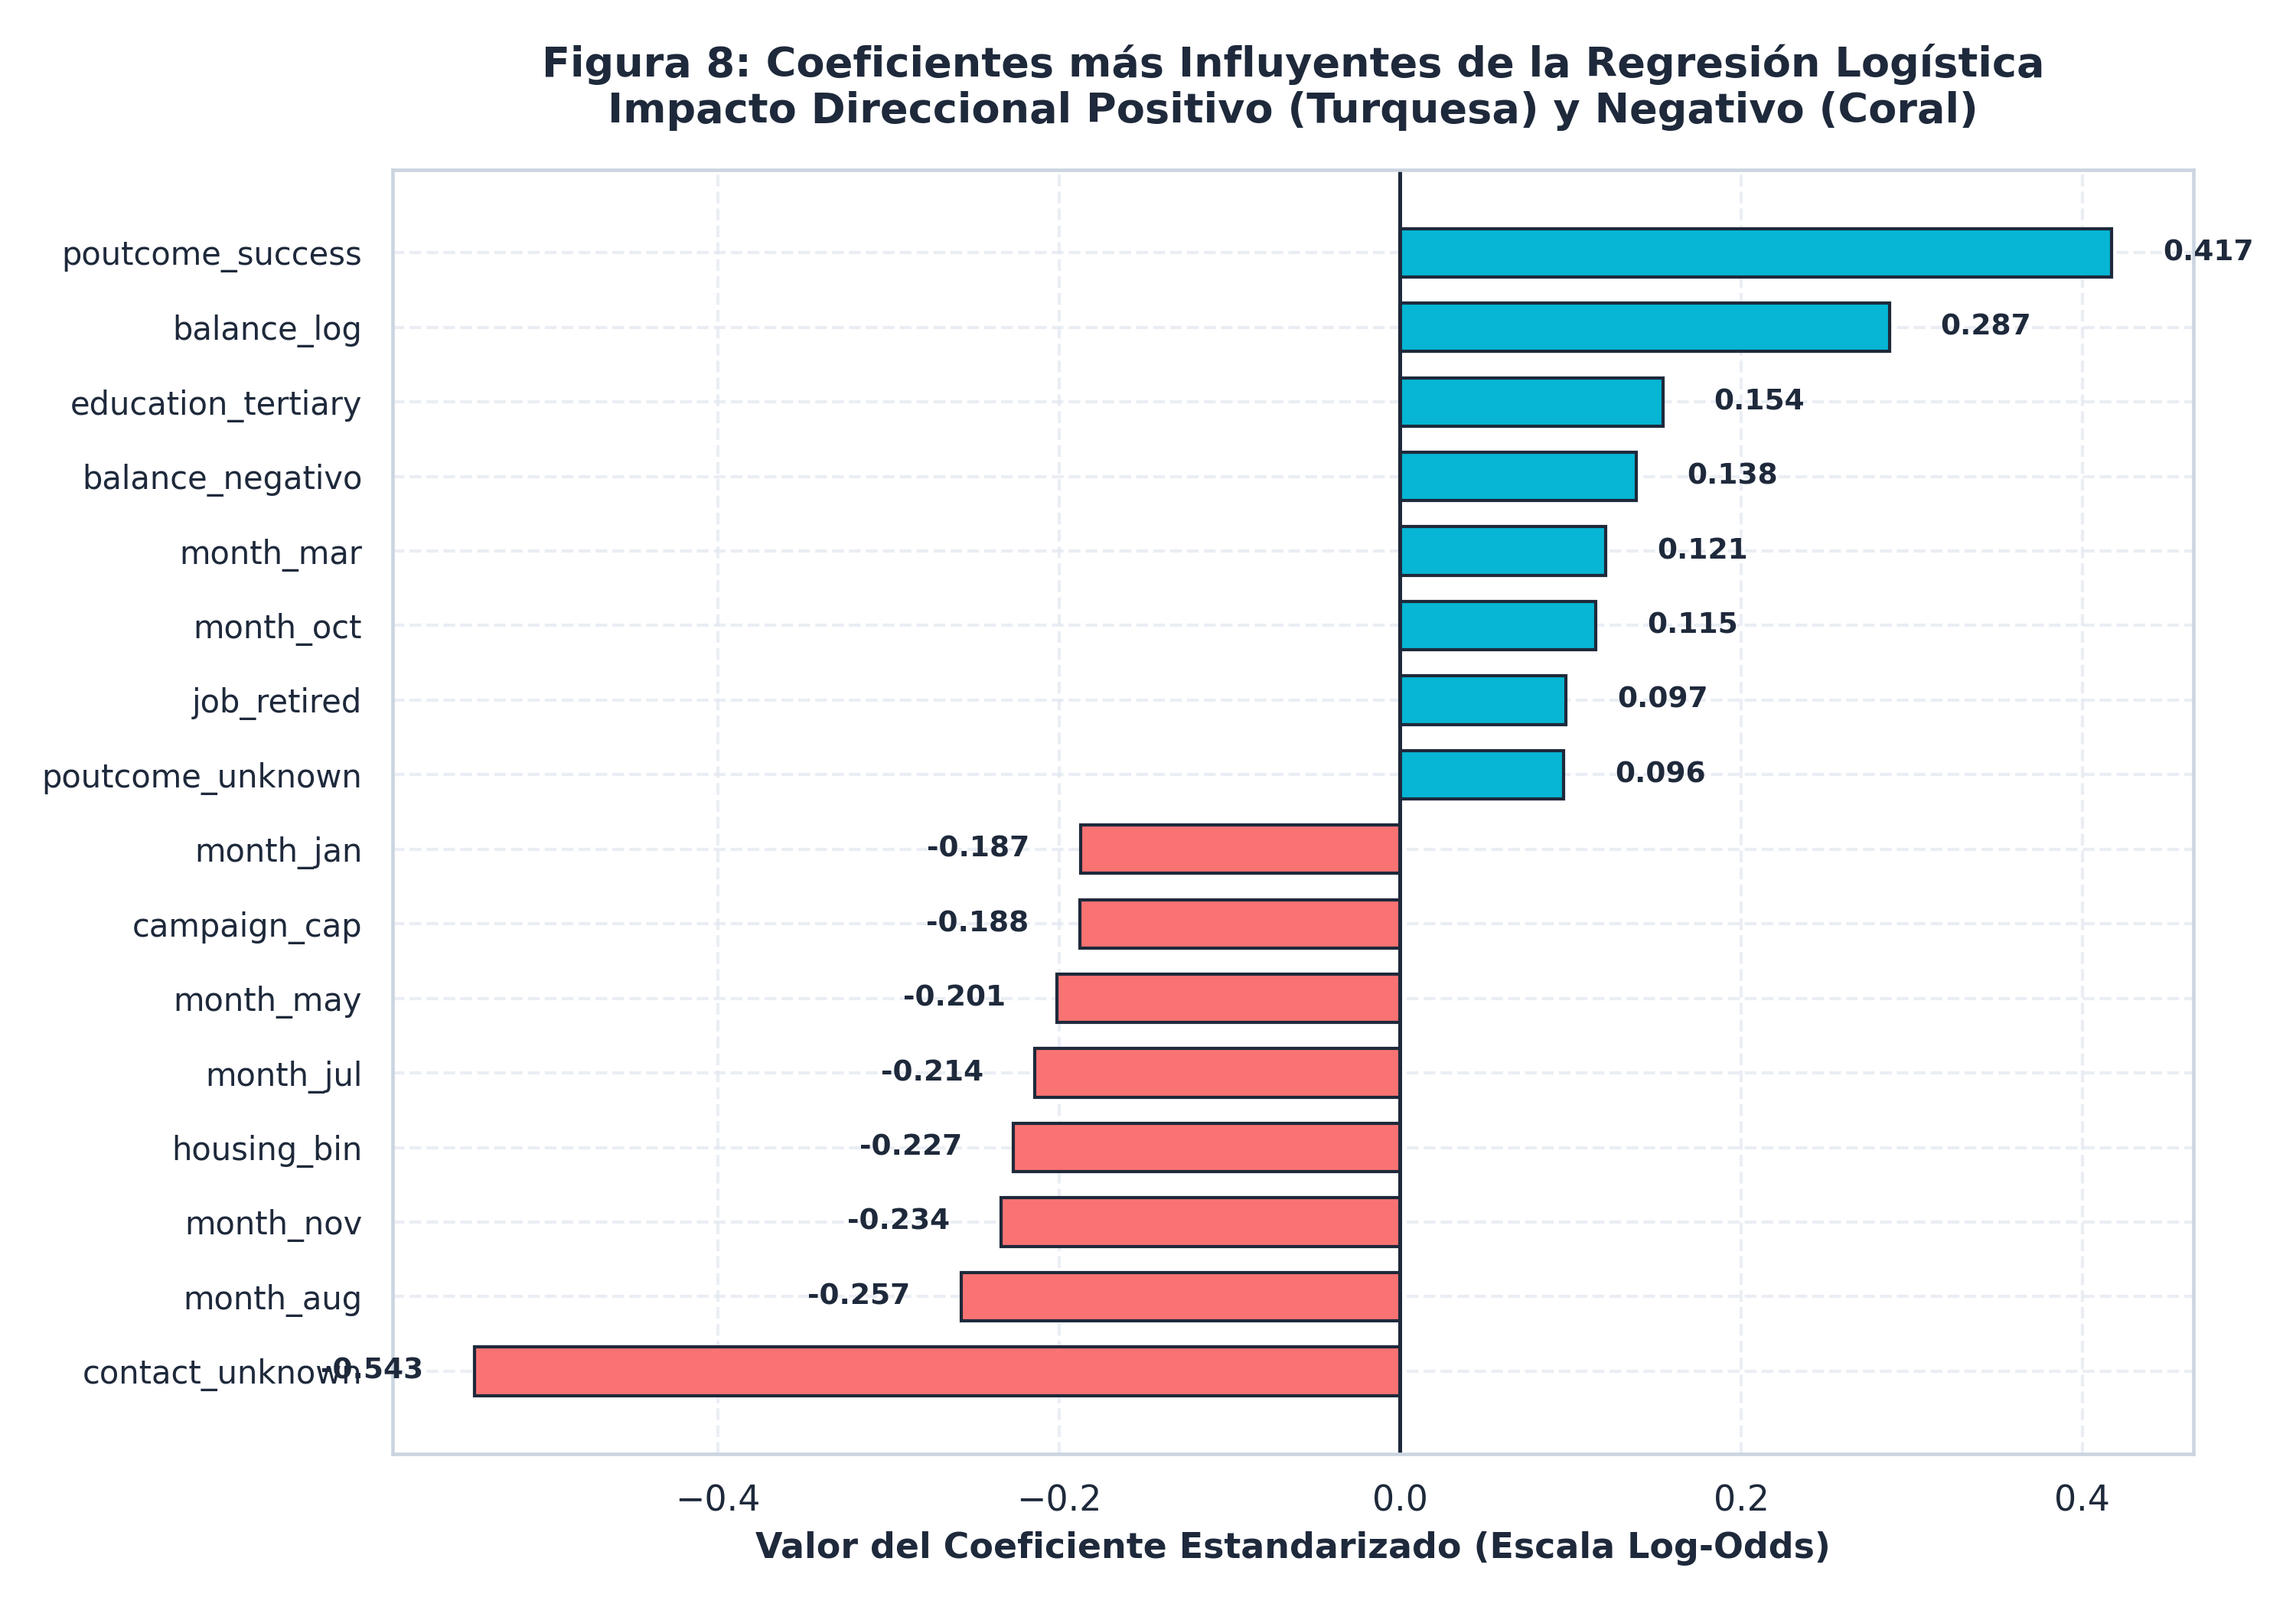 Figura 8: Coeficientes más Influyentes de la Regresión Logística
Impacto Direccional Positivo (Turquesa) y Negativo (Coral)
poutcome_success 0.417
balance_log 0.287
education_tertiary 0.154
balance_negativo 0.138
month_mar 0.121
month_oct 0.115
job_retired 0.097
poutcome_unknown 0.096
month_jan -0.187
campaign_cap -0.188
month_may -0.201
month_jul -0.214
housing_bin -0.227
month_nov -0.234
month_aug -0.257
contact_unknown -0.543
−0.4 −0.2 0.0 0.2 0.4
Valor del Coeficiente Estandarizado (Escala Log-Odds)